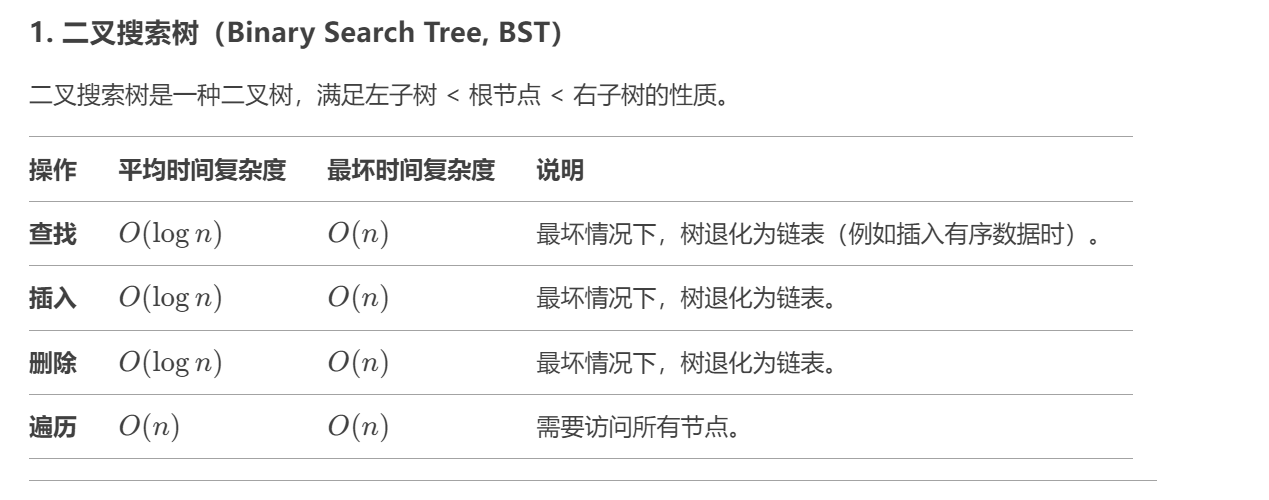 1. 二叉搜索树（Binary Search Tree, BST）
二叉搜索树是一种二叉树，满足左子树 < 根节点 < 右子树的性质。
操作 平均时间复杂度 最坏时间复杂度 说明
查找 O(log n) O(n) 最坏情况下，树退化为链表（例如插入有序数据时）。
插入 O(log n) O(n) 最坏情况下，树退化为链表。
删除 O(log n) O(n) 最坏情况下，树退化为链表。
遍历 O(n) O(n) 需要访问所有节点。